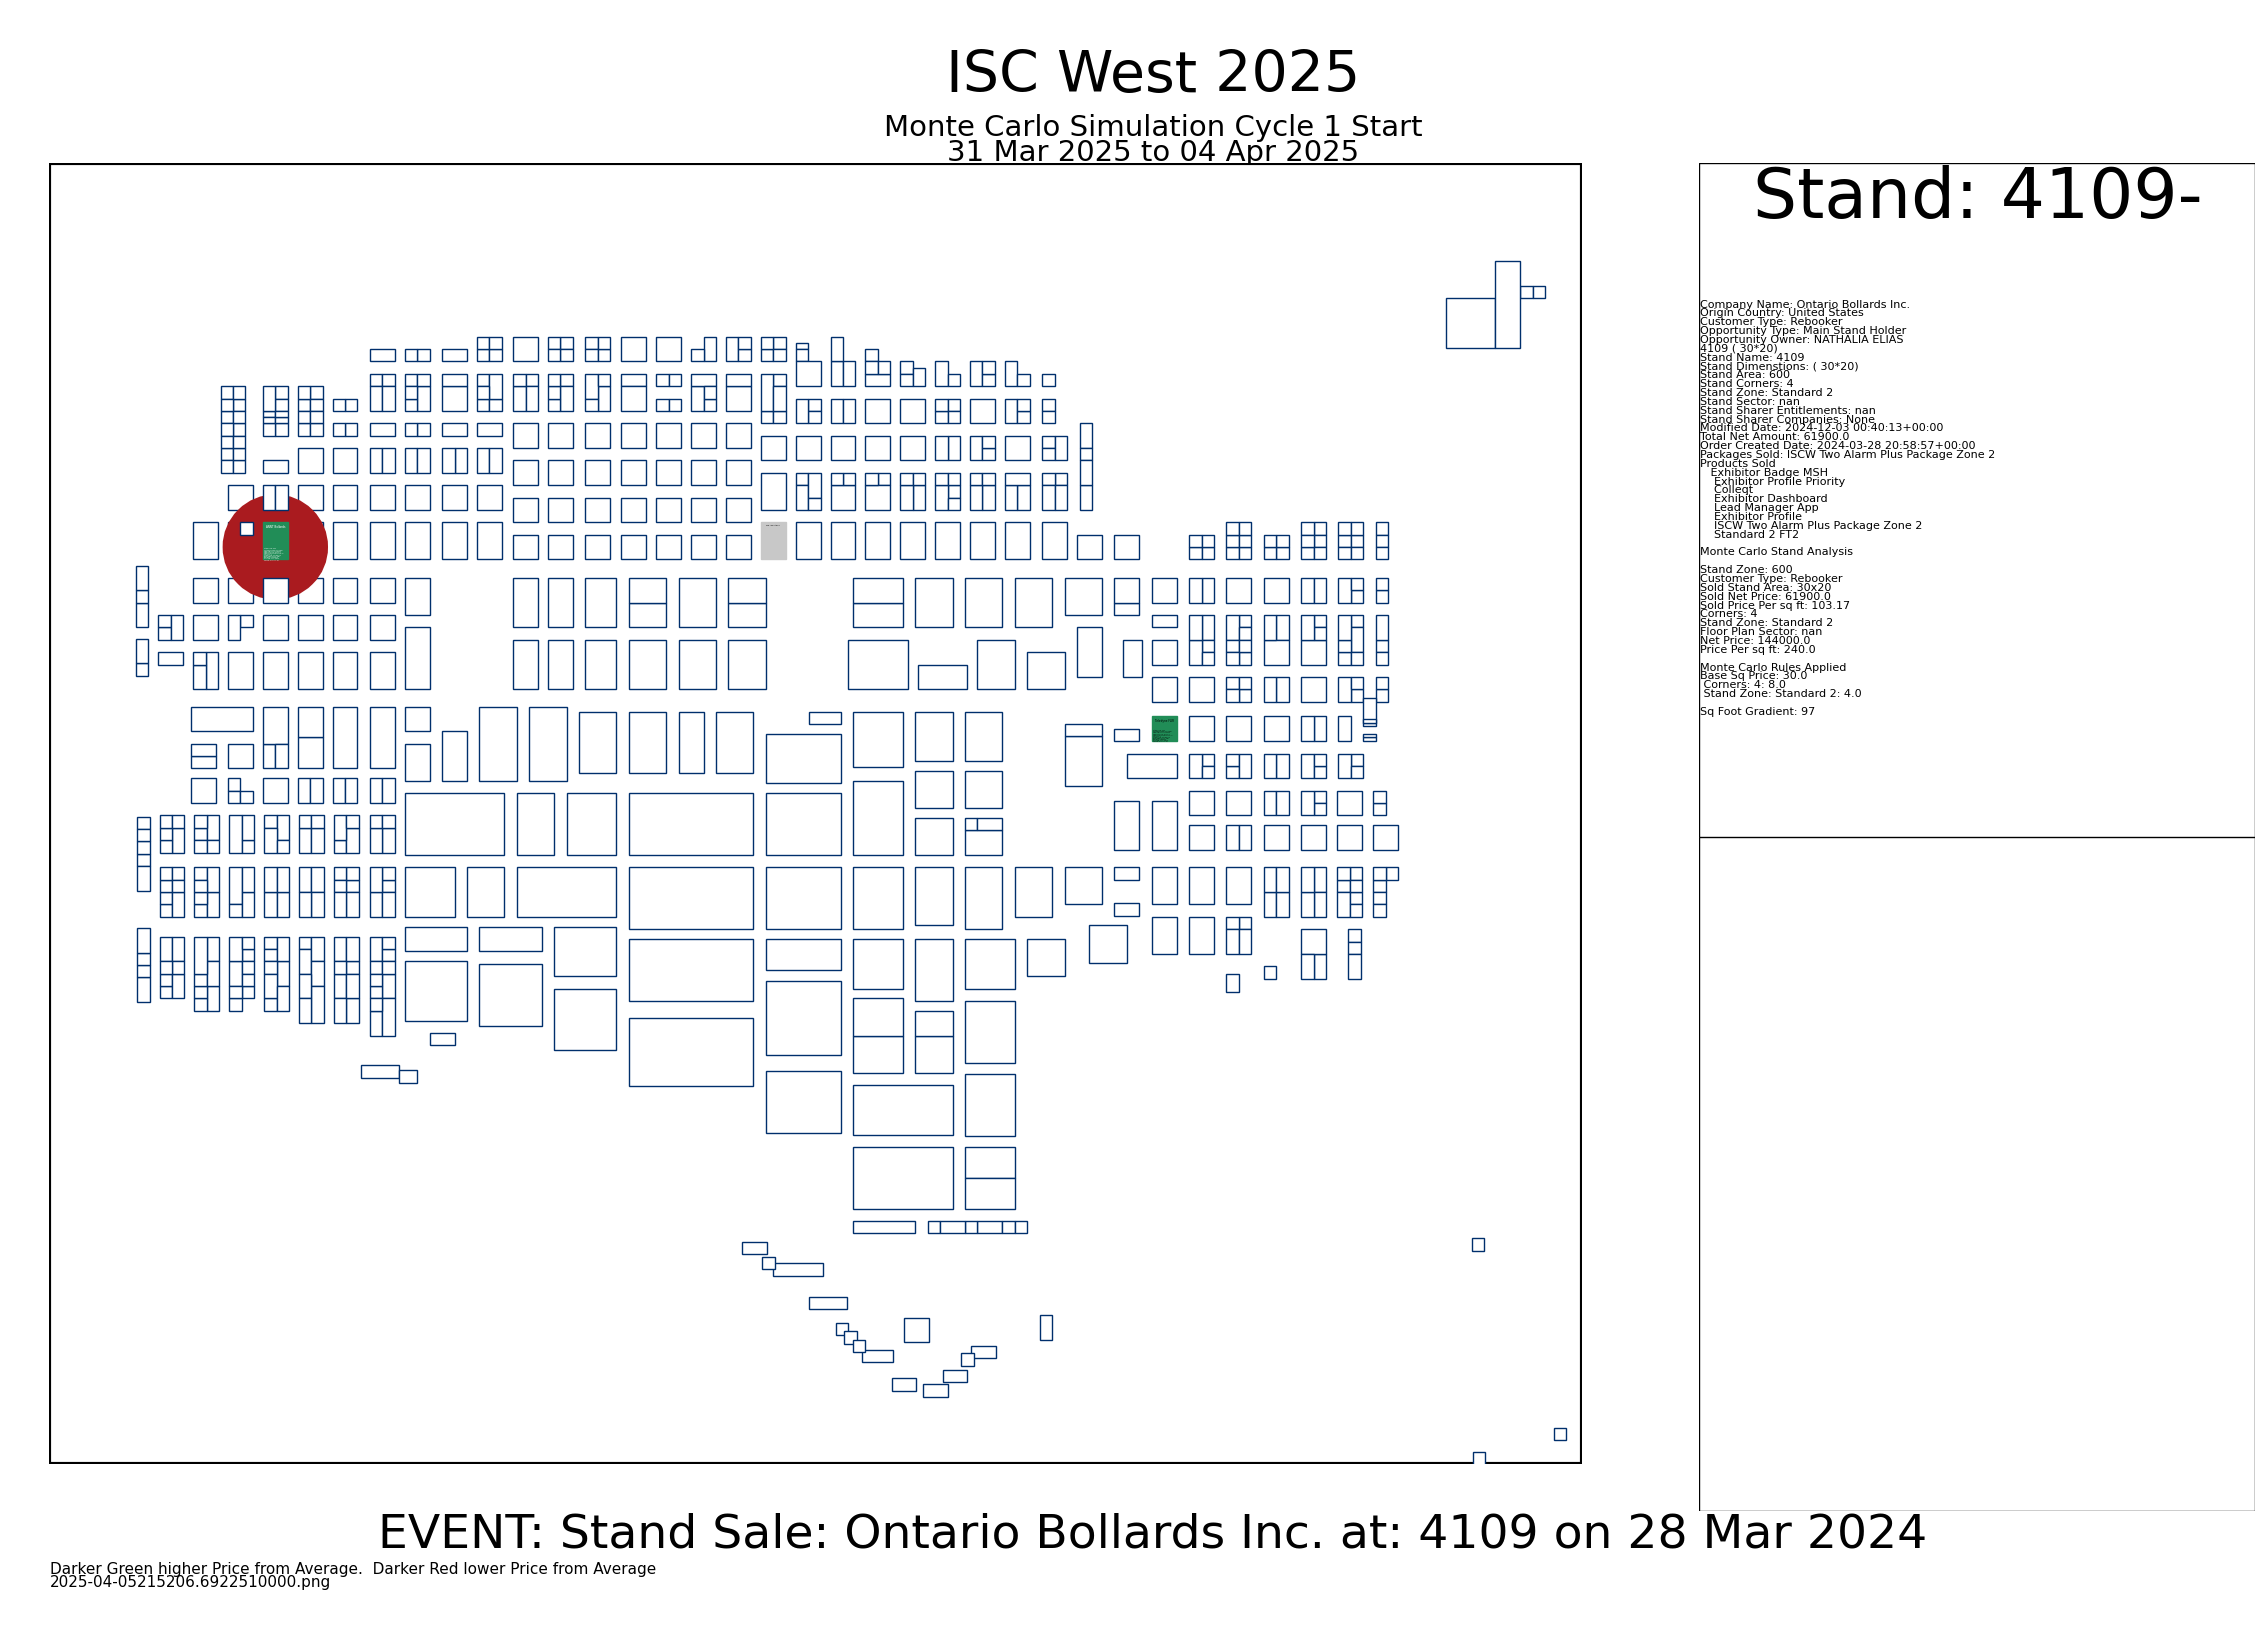 ISC West 2025
Monte Carlo Simulation Cycle 1 Start
31 Mar 2025 to 04 Apr 2025
Stand: 4109-
Company Name: Ontario Bollards Inc.
Origin Country: United States
Customer Type: Rebooker
Opportunity Type: Main Stand Holder
Opportunity Owner: NATHALIA ELIAS
4109 ( 30*20)
Stand Name: 4109
Stand Dimenstions: ( 30*20)
Stand Area: 600
Stand Corners: 4
Stand Zone: Standard 2
Stand Sector: nan
Stand Sharer Entitlements: nan
Stand Sharer Companies: None
Modified Date: 2024-12-03 00:40:13+00:00
Total Net Amount: 61900.0
Order Created Date: 2024-03-28 20:58:57+00:00
Packages Sold: ISCW Two Alarm Plus Package Zone 2
Products Sold
Exhibitor Badge MSH
Exhibitor Profile Priority
Colleqt
Exhibitor Dashboard
Lead Manager App
Exhibitor Profile
ISCW Two Alarm Plus Package Zone 2
Standard 2 FT2
Monte Carlo Stand Analysis
Stand Zone: 600
Customer Type: Rebooker
Sold Stand Area: 30x20
Sold Net Price: 61900.0
Sold Price Per sq ft: 103.17
Corners: 4
Stand Zone: Standard 2
Floor Plan Sector: nan
Net Price: 144000.0
Price Per sq ft: 240.0
Monte Carlo Rules Applied
Base Sq Price: 30.0
Corners: 4: 8.0
Stand Zone: Standard 2: 4.0
Sq Foot Gradient: 97
EVENT: Stand Sale: Ontario Bollards Inc. at: 4109 on 28 Mar 2024
Darker Green higher Price from Average.  Darker Red lower Price from Average
2025-04-05215206.6922510000.png